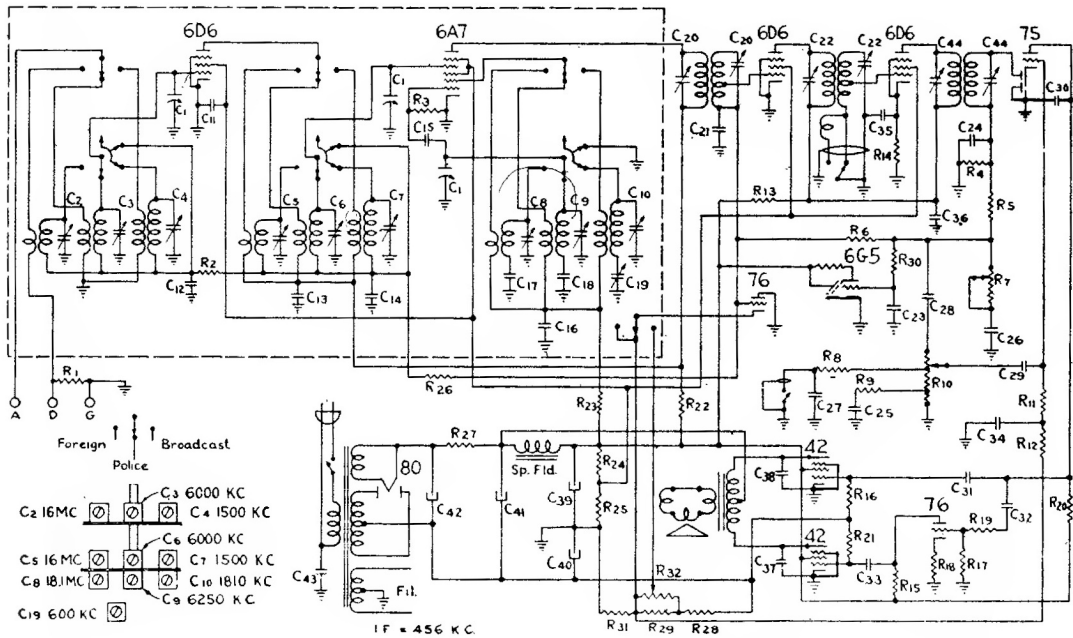 6D6
6A7
C20
C20
6D6
C22
C22
6D6
C44
C44
75
C1
C11
C1
R3
C15
C1
C21
C35
R14
C24
R4
C30
C2
C3
C4
C5
C6
C7
C8
C9
C10
R13
C36
R5
R2
C12
C13
C14
C17
C18
C19
C16
76
6G5
R6
R30
C23
C28
R7
C26
R1
A
D
G
R26
R23
R22
R8
R9
C27
C25
R10
C29
R11
C34
R12
Foreign
Broadcast
Police
C3 6000 KC
C2 16MC
C4 1500 KC
C6 6000 KC
C5 16MC
C7 1500 KC
C8 18.1MC
C10 1810 KC
C9 6250 KC
C19 600 KC
C43
80
R27
Sp. Fld.
C42
C41
C39
C40
R24
R25
Fil.
42
C38
42
C37
R16
R21
C33
C31
76
R19
C32
R15
R18
R17
R20
R31
R32
R29
R28
IF = 456 KC.